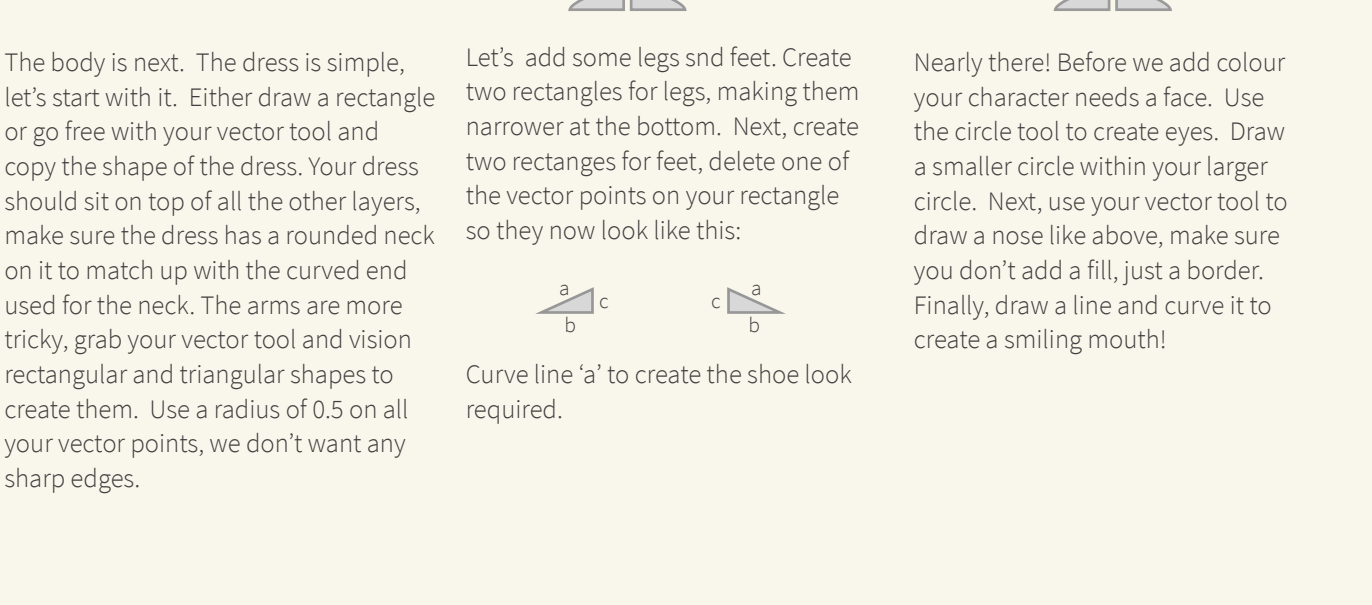 The body is next.  The dress is simple,
let’s start with it.  Either draw a rectangle
or go free with your vector tool and
copy the shape of the dress. Your dress
should sit on top of all the other layers,
make sure the dress has a rounded neck
on it to match up with the curved end
used for the neck. The arms are more
tricky, grab your vector tool and vision
rectangular and triangular shapes to
create them.  Use a radius of 0.5 on all
your vector points, we don’t want any
sharp edges.
Let’s  add some legs snd feet. Create
two rectangles for legs, making them
narrower at the bottom.  Next, create
two rectanges for feet, delete one of
the vector points on your rectangle
so they now look like this:
a
c
b
a
c
b
Curve line ‘a’ to create the shoe look
required.
Nearly there! Before we add colour
your character needs a face.  Use
the circle tool to create eyes.  Draw
a smaller circle within your larger
circle.  Next, use your vector tool to
draw a nose like above, make sure
you don’t add a fill, just a border.
Finally, draw a line and curve it to
create a smiling mouth!